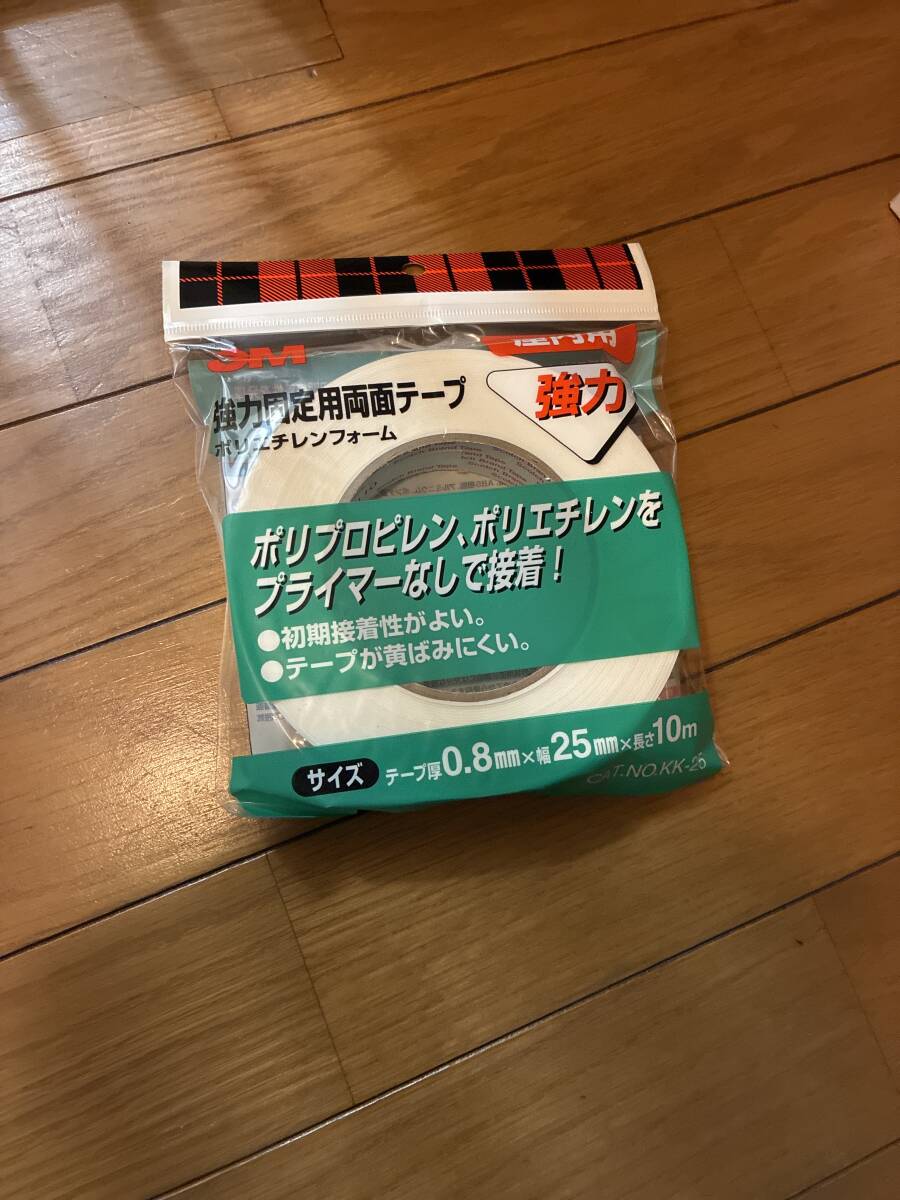 3M
屋内用
強力固定用両面テープ
強力
ポリエチレンフォーム
ポリプロピレン、ポリエチレンを
プライマーなしで接着!
●初期接着性がよい。
●テープが黄ばみにくい。
サイズ テープ厚0.8mm×幅25mm×長さ10m
CAT.NO.KK-25